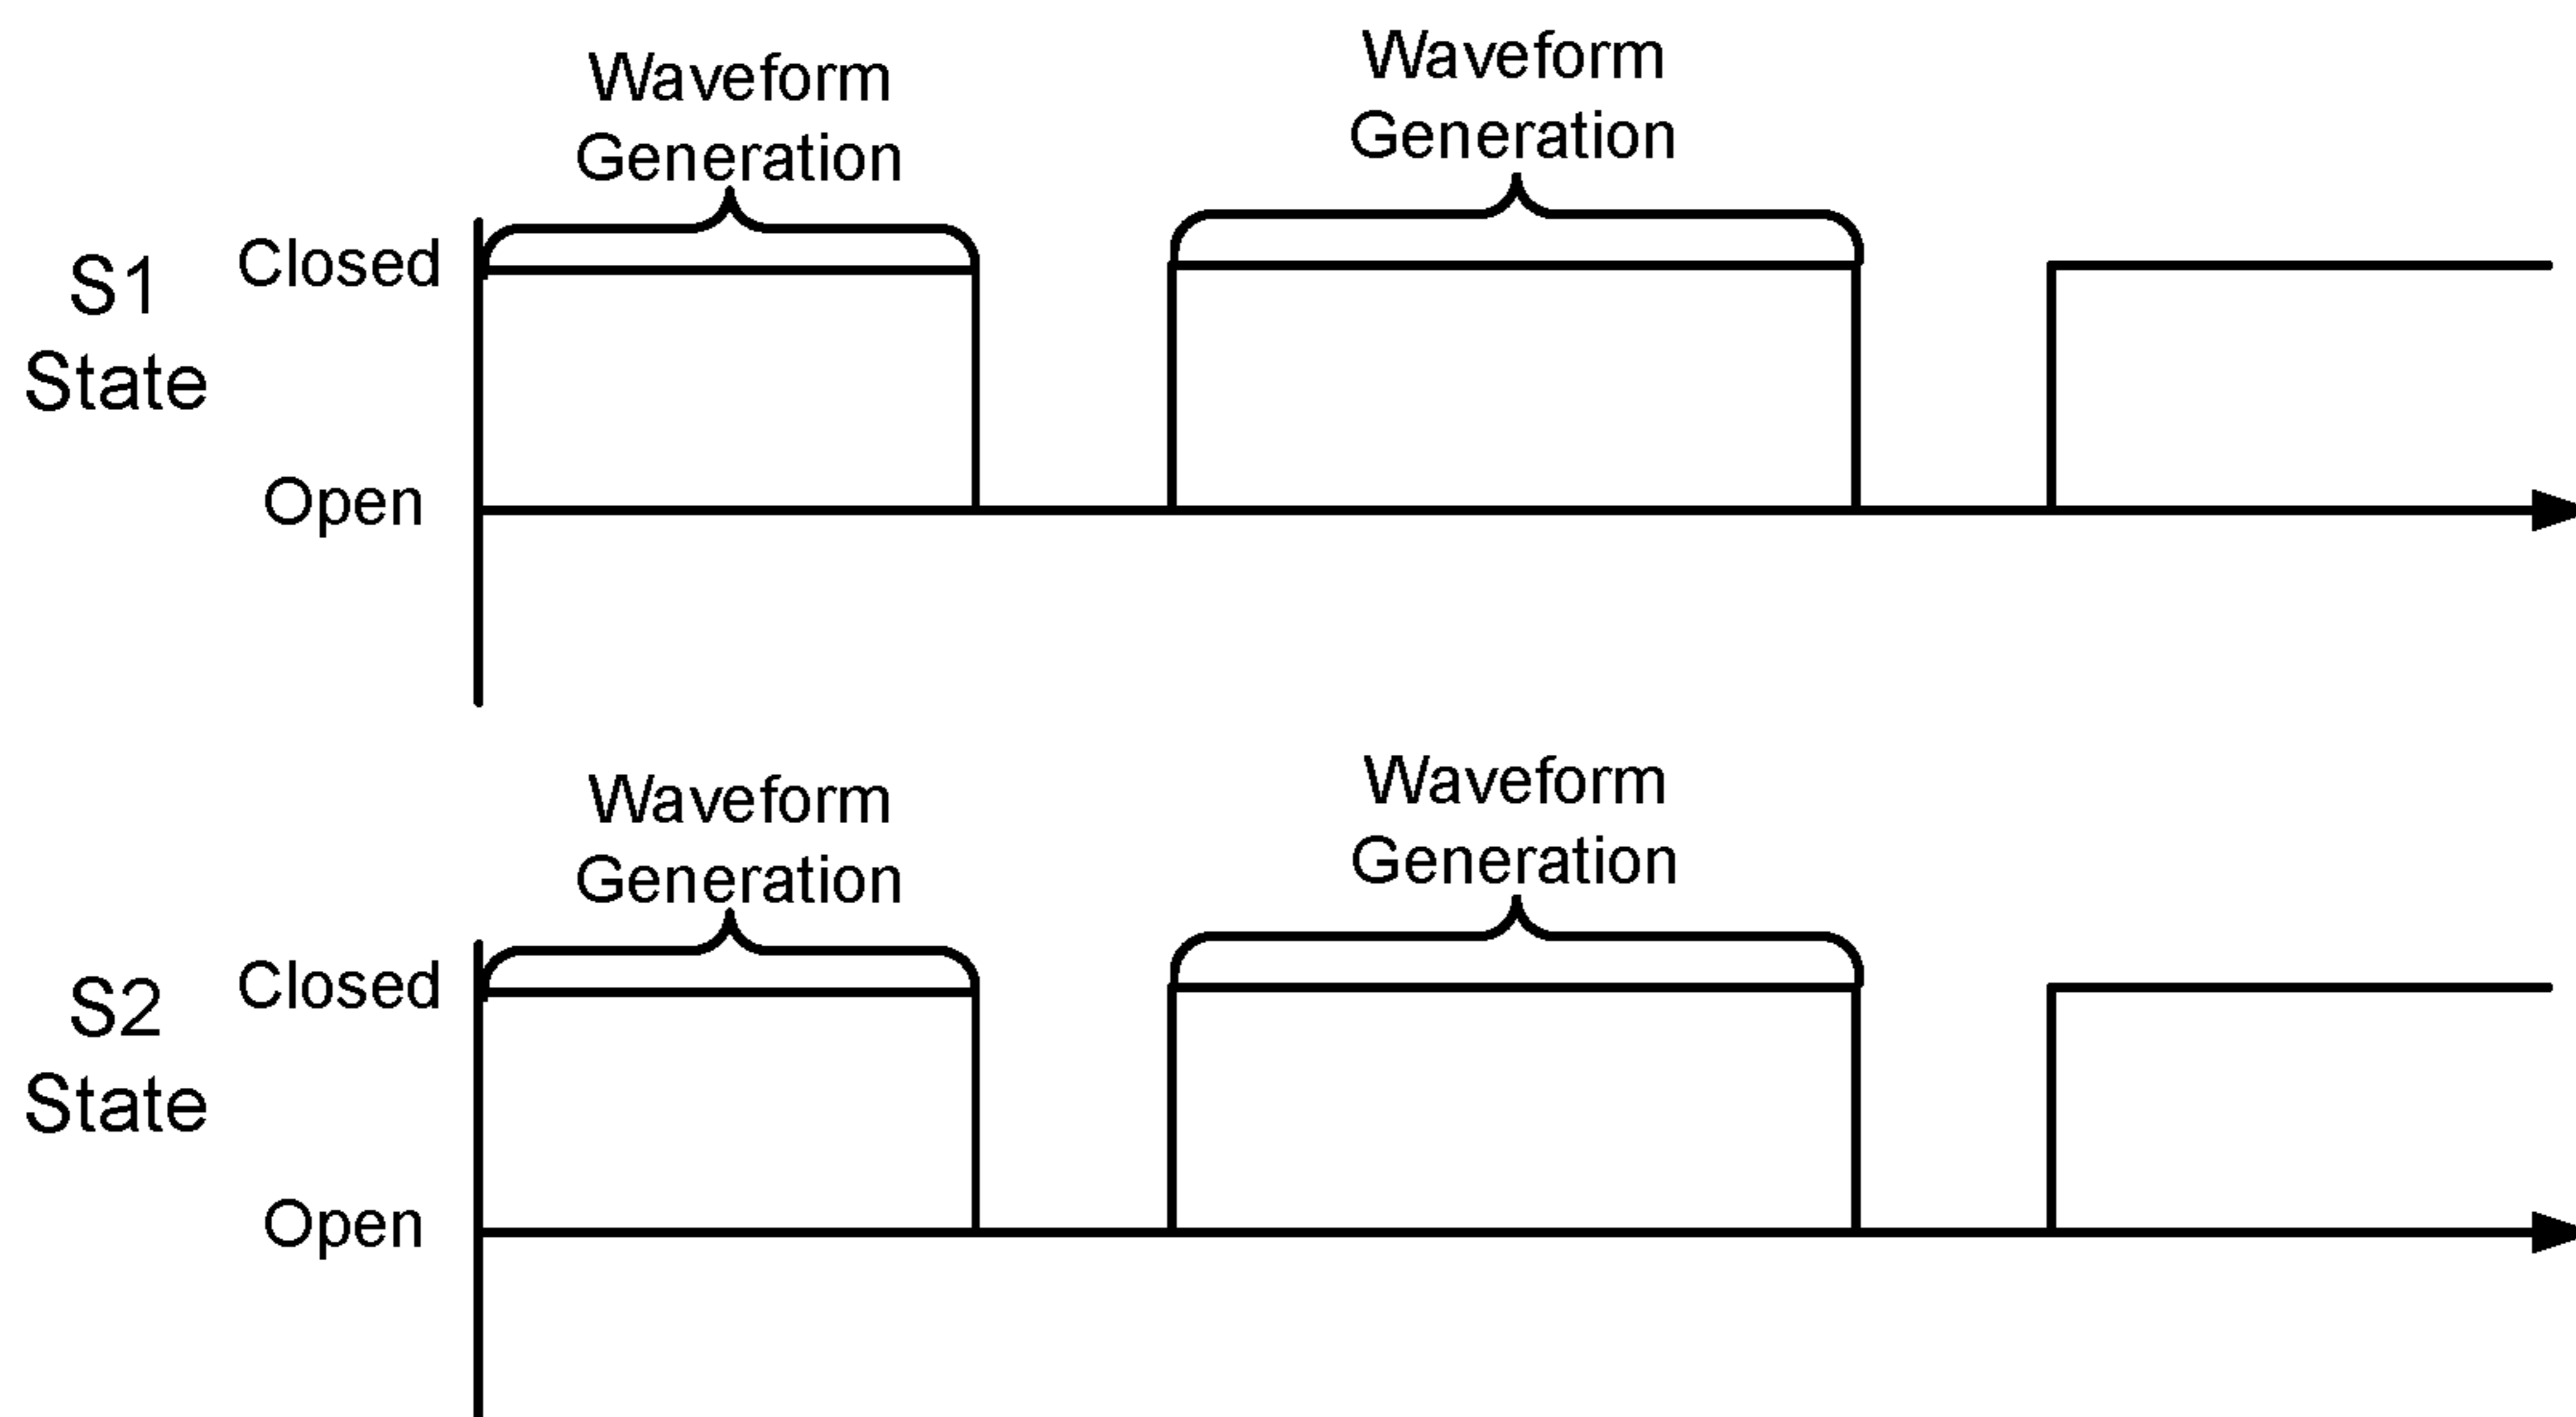 Waveform
Generation
Waveform
Generation
S1
State
Closed
Open
Waveform
Generation
Waveform
Generation
S2
State
Closed
Open